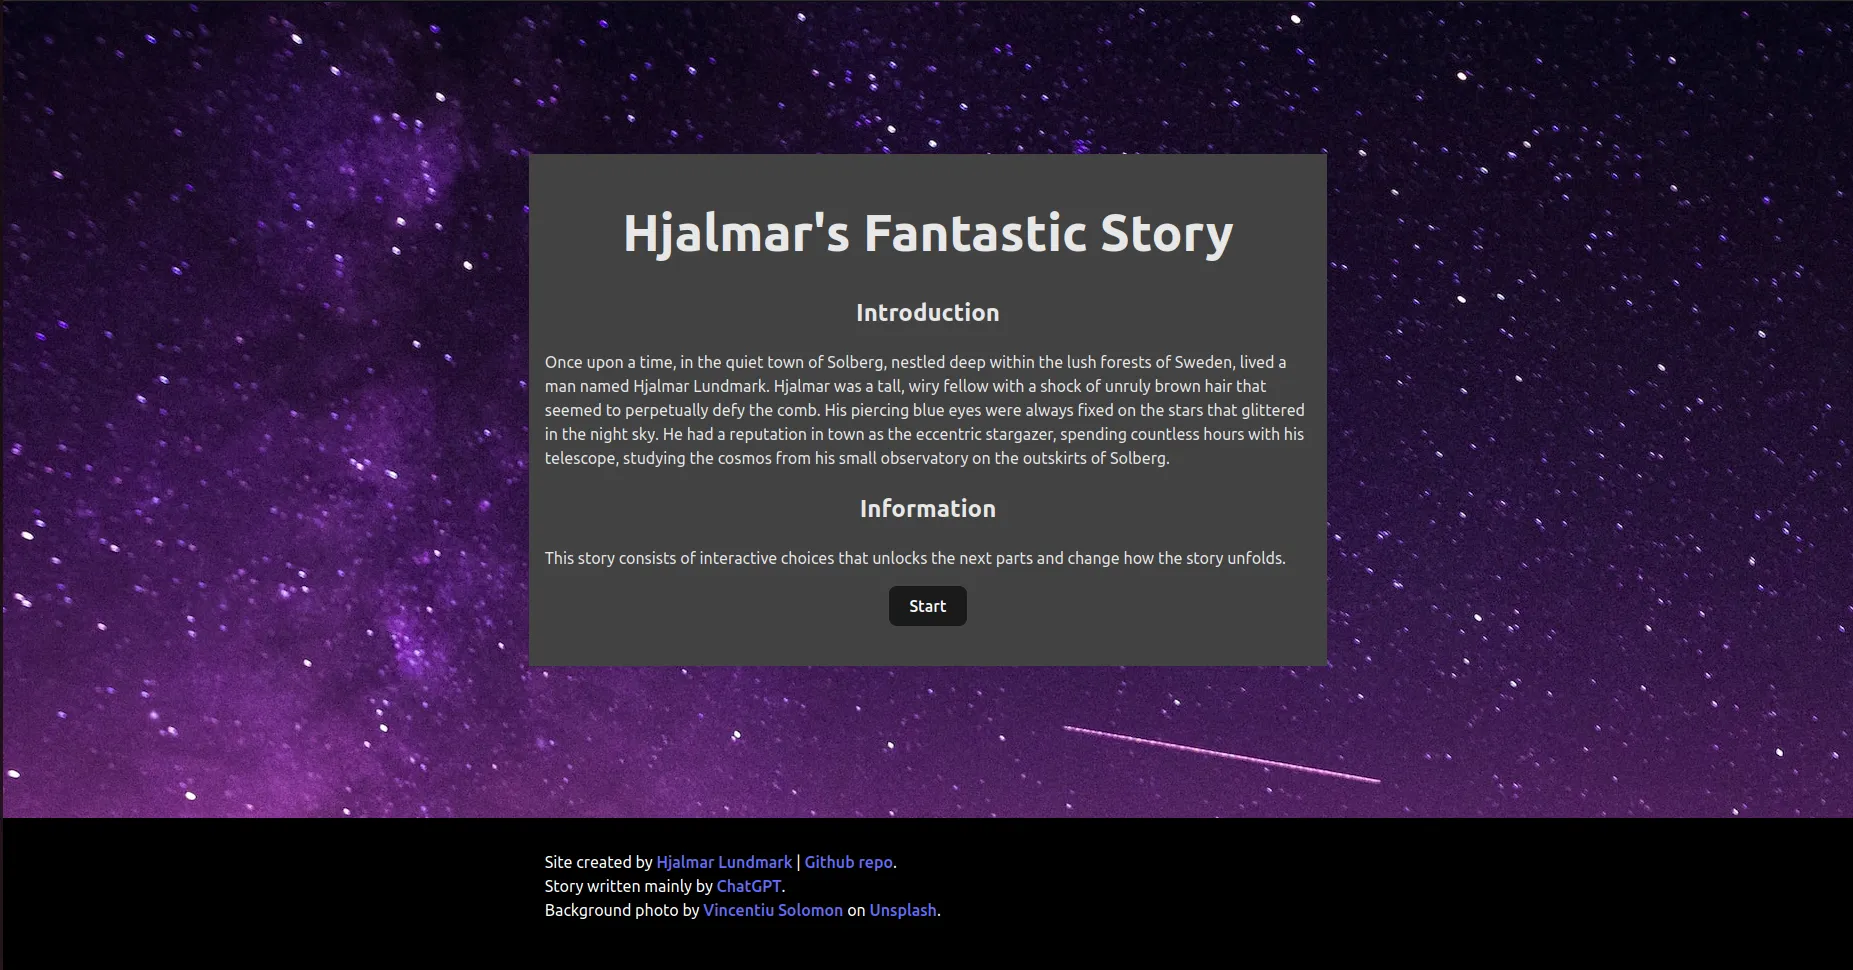 Hjalmar's Fantastic Story
Introduction
Once upon a time, in the quiet town of Solberg, nestled deep within the lush forests of Sweden, lived a
man named Hjalmar Lundmark. Hjalmar was a tall, wiry fellow with a shock of unruly brown hair that
seemed to perpetually defy the comb. His piercing blue eyes were always fixed on the stars that glittered
in the night sky. He had a reputation in town as the eccentric stargazer, spending countless hours with his
telescope, studying the cosmos from his small observatory on the outskirts of Solberg.
Information
This story consists of interactive choices that unlocks the next parts and change how the story unfolds.
Start
Site created by Hjalmar Lundmark | Github repo.
Story written mainly by ChatGPT.
Background photo by Vincentiu Solomon on Unsplash.